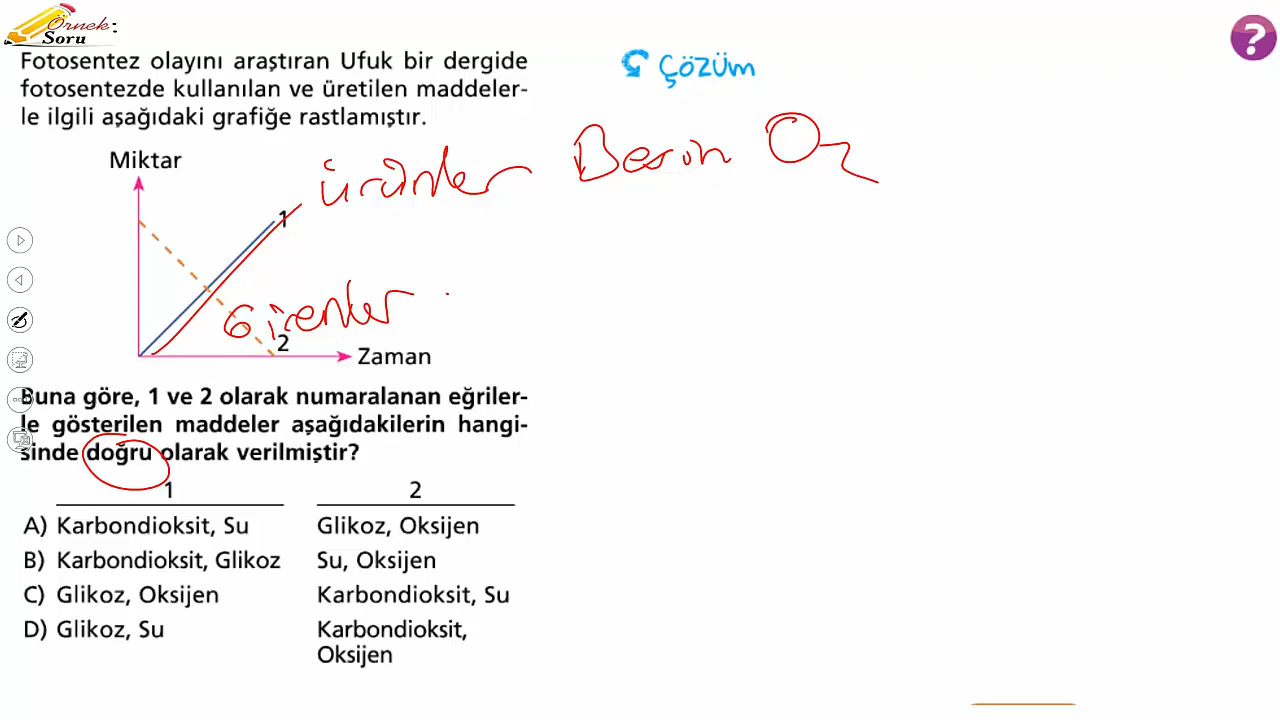 Örnek
Soru :
Fotosentez olayını araştıran Ufuk bir dergide
fotosentezde kullanılan ve üretilen maddeler-
le ilgili aşağıdaki grafiğe rastlamıştır.
Miktar
1
2
Zaman
ürünler Besin O2
Girenler
Buna göre, 1 ve 2 olarak numaralanan eğriler-
le gösterilen maddeler aşağıdakilerin hangi-
sinde doğru olarak verilmiştir?
1 2
A) Karbondioksit, Su Glikoz, Oksijen
B) Karbondioksit, Glikoz Su, Oksijen
C) Glikoz, Oksijen Karbondioksit, Su
D) Glikoz, Su Karbondioksit,
Oksijen
Çözüm
?